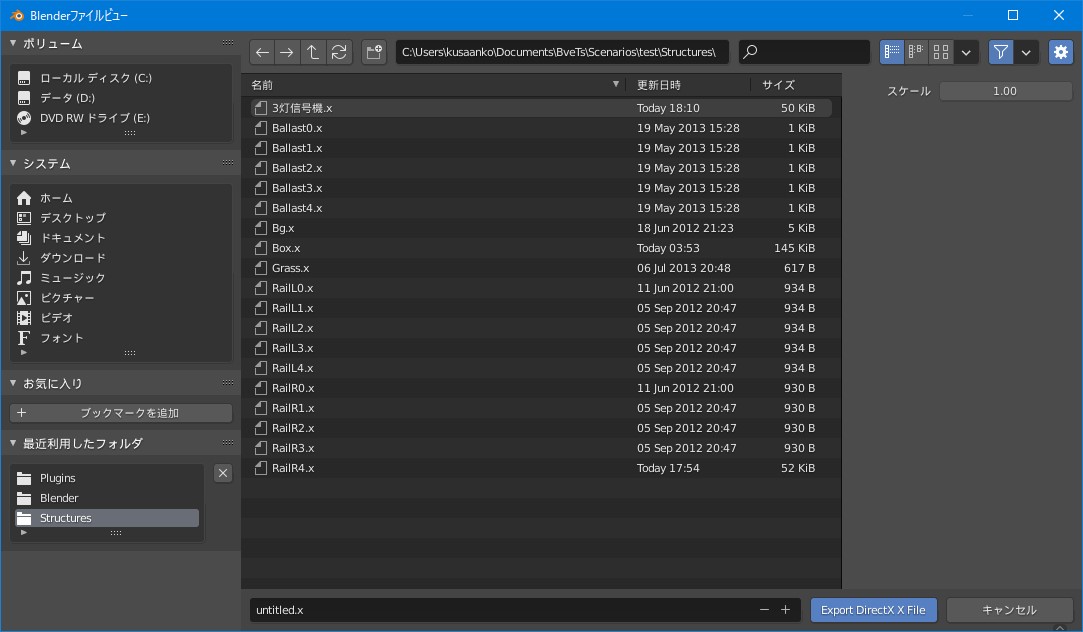 Blenderファイルビュー
ボリューム
ローカル ディスク (C:)
データ (D:)
DVD RW ドライブ (E:)
システム
ホーム
デスクトップ
ドキュメント
ダウンロード
ミュージック
ピクチャー
ビデオ
フォント
お気に入り
ブックマークを追加
最近利用したフォルダ
Plugins
Blender
Structures
C:\Users\kusaanko\Documents\BveTs\Scenarios\test\Structures\
名前 更新日時 サイズ
3灯信号機.x Today 18:10 50 KiB
Ballast0.x 19 May 2013 15:28 1 KiB
Ballast1.x 19 May 2013 15:28 1 KiB
Ballast2.x 19 May 2013 15:28 1 KiB
Ballast3.x 19 May 2013 15:28 1 KiB
Ballast4.x 19 May 2013 15:28 1 KiB
Bg.x 18 Jun 2012 21:23 5 KiB
Box.x Today 03:53 145 KiB
Grass.x 06 Jul 2013 20:48 617 B
RailL0.x 11 Jun 2012 21:00 934 B
RailL1.x 05 Sep 2012 20:47 934 B
RailL2.x 05 Sep 2012 20:47 934 B
RailL3.x 05 Sep 2012 20:47 934 B
RailL4.x 05 Sep 2012 20:47 934 B
RailR0.x 11 Jun 2012 21:00 930 B
RailR1.x 05 Sep 2012 20:47 930 B
RailR2.x 05 Sep 2012 20:47 930 B
RailR3.x 05 Sep 2012 20:47 930 B
RailR4.x Today 17:54 52 KiB
スケール 1.00
untitled.x
Export DirectX X File
キャンセル